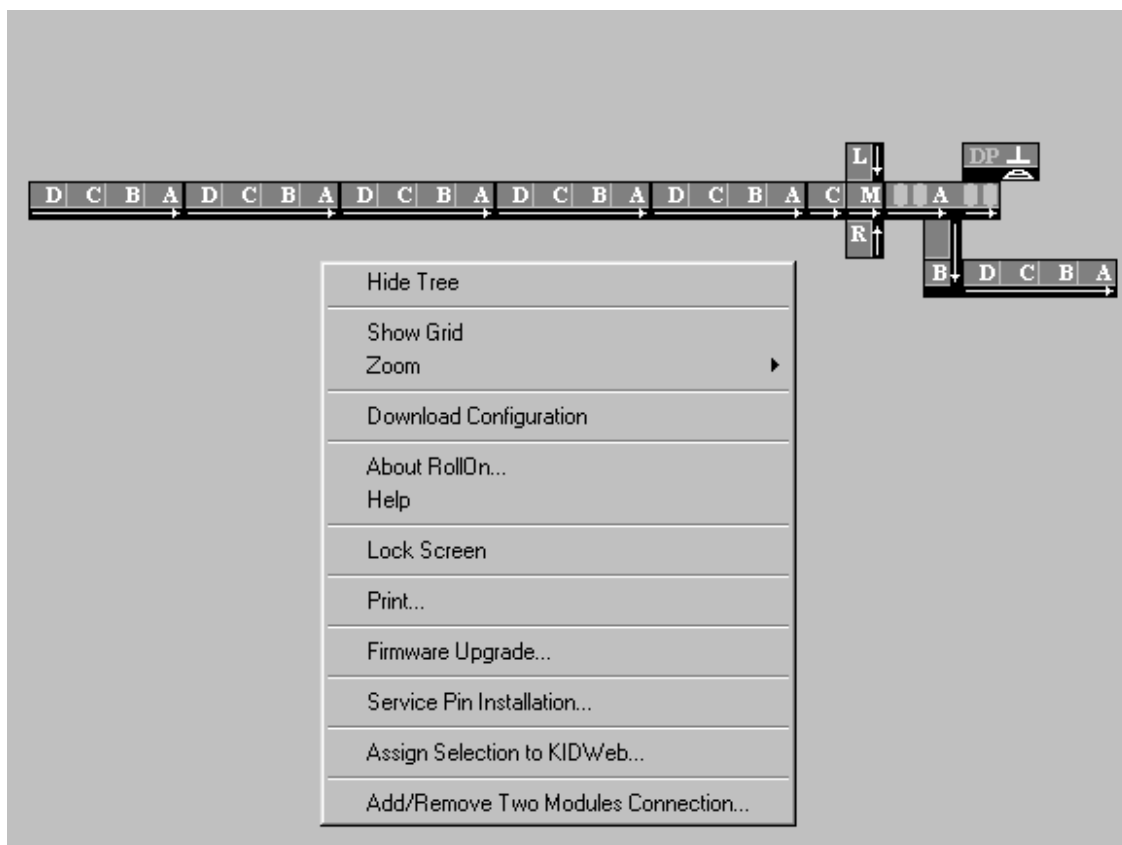 L DP
D C B A D C B A D C B A D C B A D C B A C M A
R
B D C B A
Hide Tree
Show Grid
Zoom
Download Configuration
About RollOn...
Help
Lock Screen
Print...
Firmware Upgrade...
Service Pin Installation...
Assign Selection to KIDWeb...
Add/Remove Two Modules Connection...